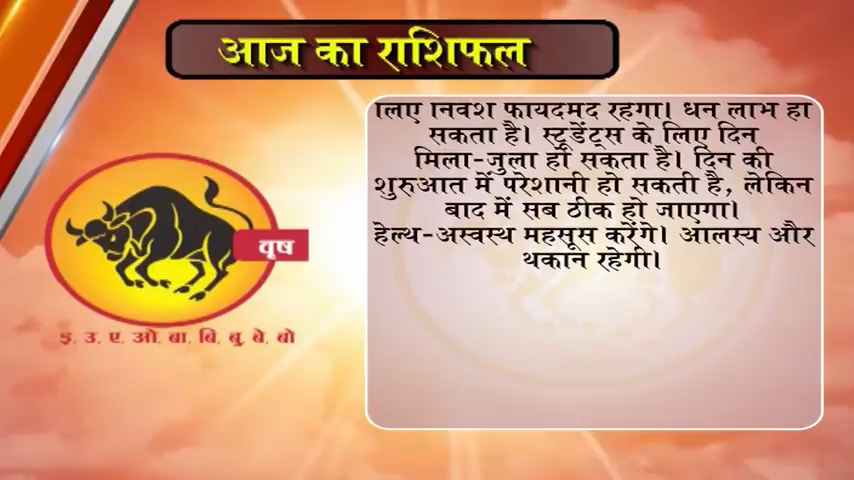 आज का राशिफल
लिए निवेश फायदेमंद रहेगा। धन लाभ हो
सकता है। स्टूडेंट्स के लिए दिन
मिला-जुला हो सकता है। दिन की
शुरुआत में परेशानी हो सकती है, लेकिन
बाद में सब ठीक हो जाएगा।
हेल्थ-अस्वस्थ महसूस करेंगे। आलस्य और
थकान रहेगी।
वृष
इ, उ, ए, ओ, बा, बि, बु, बे, बो